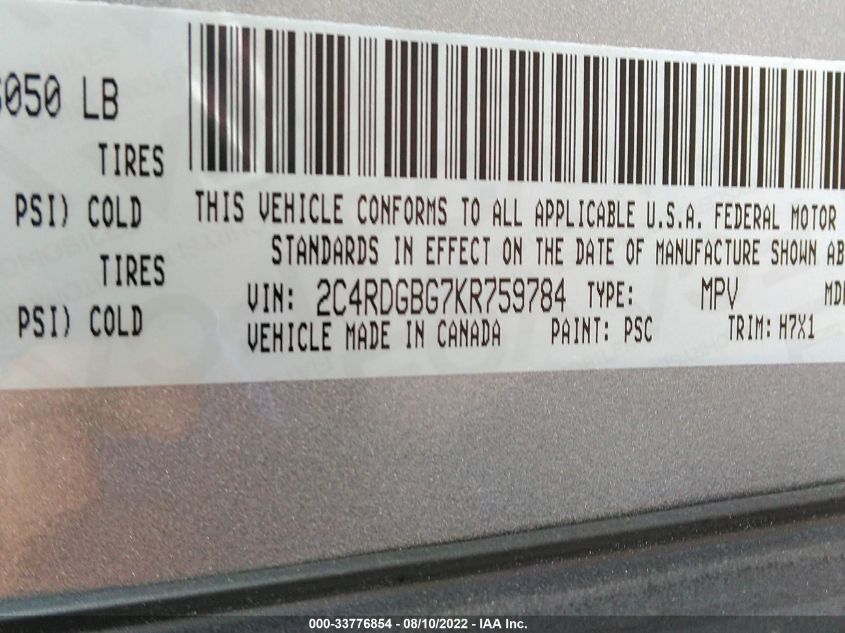 6050 LB
TIRES
PSI) COLD
TIRES
PSI) COLD
THIS VEHICLE CONFORMS TO ALL APPLICABLE U.S.A. FEDERAL MOTOR
STANDARDS IN EFFECT ON THE DATE OF MANUFACTURE SHOWN AB
VIN: 2C4RDGBG7KR759784 TYPE: MPV MD
VEHICLE MADE IN CANADA PAINT: PSC TRIM: H7X1
000-33776854 - 08/10/2022 - IAA Inc.